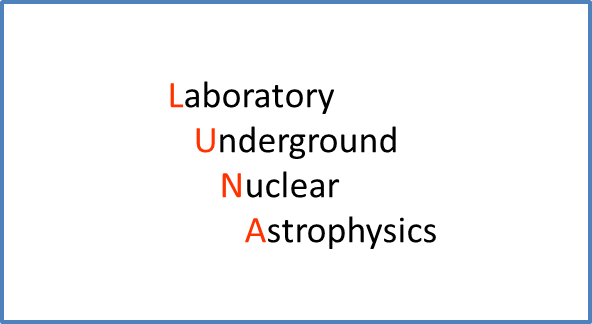 Laboratory
Underground
Nuclear
Astrophysics